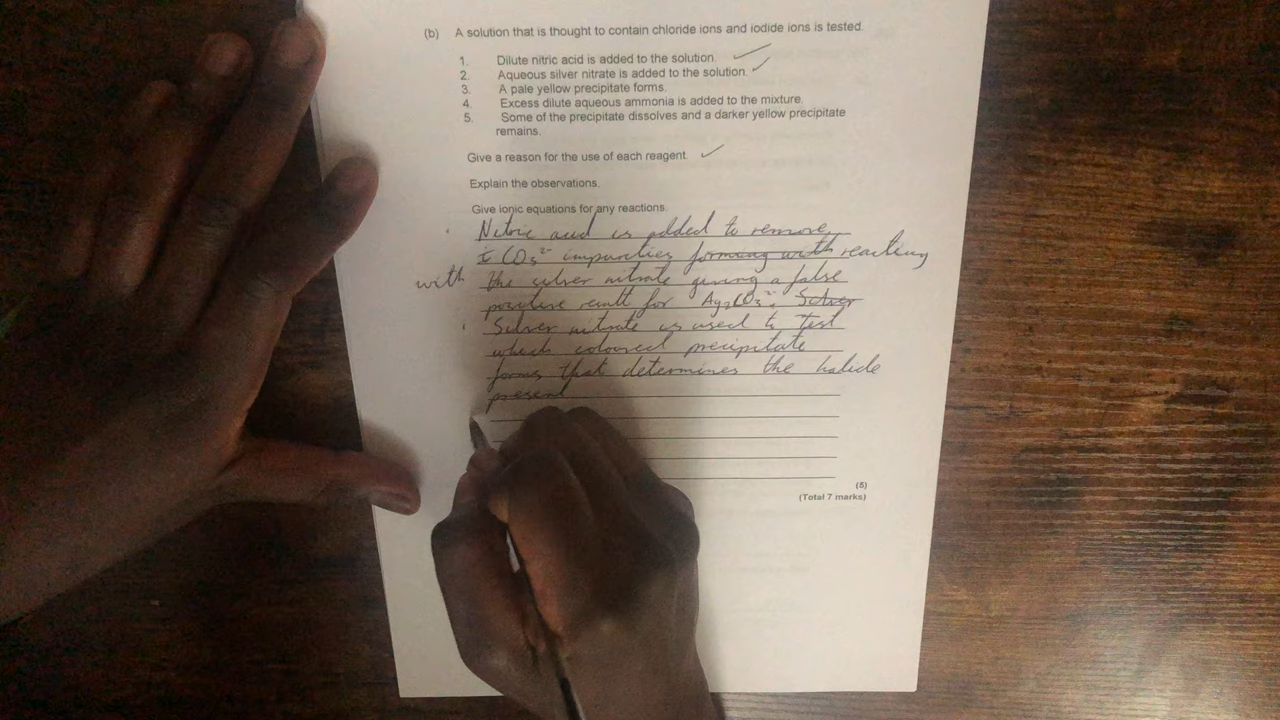 (b) A solution that is thought to contain chloride ions and iodide ions is tested.
1. Dilute nitric acid is added to the solution.
2. Aqueous silver nitrate is added to the solution.
3. A pale yellow precipitate forms.
4. Excess dilute aqueous ammonia is added to the mixture.
5. Some of the precipitate dissolves and a darker yellow precipitate
remains.
Give a reason for the use of each reagent.
Explain the observations.
Give ionic equations for any reactions.
Nitric acid is added to remove
CO₃²⁻ impurities forming with reacting
with the silver nitrate giving a false
positive result for Ag₂CO₃²⁻. Silver
Silver nitrate is used to test
which coloured precipitate
forms that determines the halide
present
(5)
(Total 7 marks)